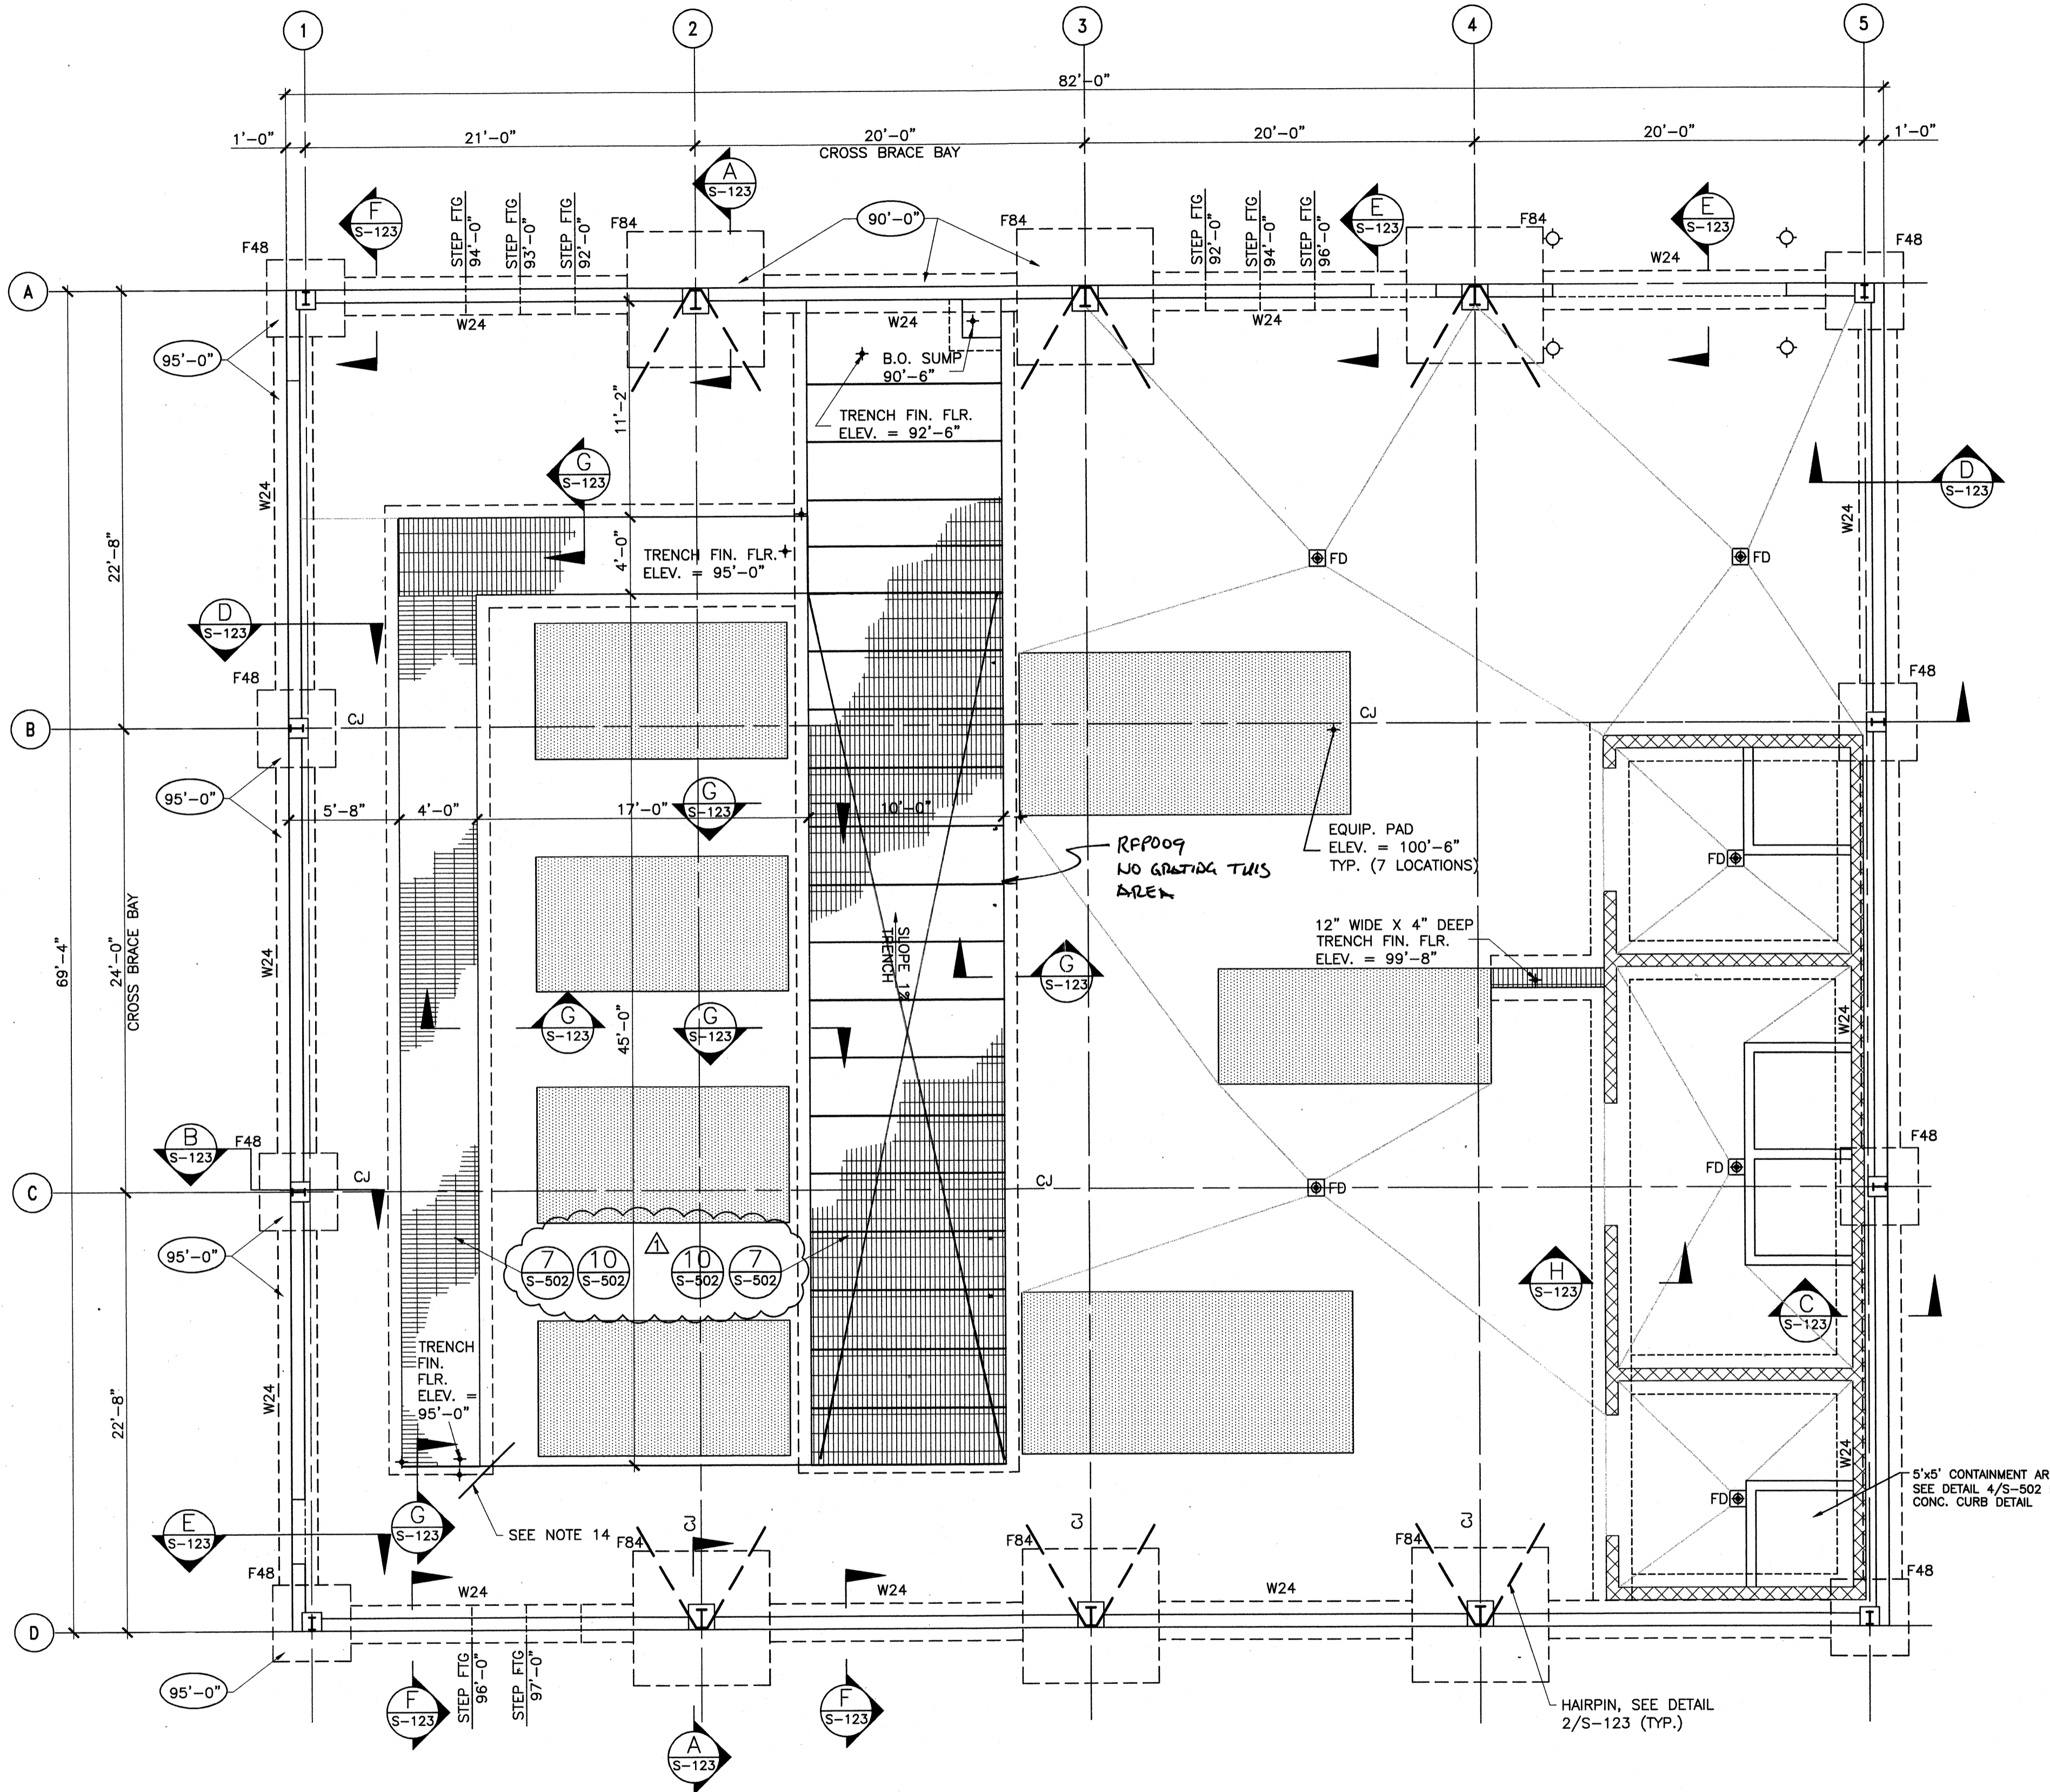 1
2
3
4
5
82'-0"
1'-0"
21'-0"
20'-0"
CROSS BRACE BAY
20'-0"
20'-0"
1'-0"
A
S-123
F
S-123
STEP FTG
94'-0"
STEP FTG
93'-0"
STEP FTG
92'-0"
F84
90'-0"
F84
STEP FTG
92'-0"
STEP FTG
94'-0"
STEP FTG
96'-0"
E
S-123
F84
E
S-123
F48
F48
W24
A
W24
W24
W24
95'-0"
B.O. SUMP
90'-6"
TRENCH FIN. FLR.
ELEV. = 92'-6"
11'-2"
G
S-123
D
S-123
W24
W24
22'-8"
TRENCH FIN. FLR.
ELEV. = 95'-0"
4'-0"
FD
FD
D
S-123
F48
F48
B
CJ
CJ
95'-0"
5'-8"
4'-0"
17'-0"
G
S-123
10'-0"
RFP009
NO GRATING THIS
AREA
EQUIP. PAD
ELEV. = 100'-6"
TYP. (7 LOCATIONS)
FD
69'-4"
24'-0"
CROSS BRACE BAY
W24
SLOPE 1%
TRENCH
12" WIDE X 4" DEEP
TRENCH FIN. FLR.
ELEV. = 99'-8"
G
S-123
G
S-123
G
S-123
45'-0"
W24
B
S-123
F48
F48
C
CJ
CJ
FD
FD
95'-0"
7
S-502
10
S-502
1
10
S-502
7
S-502
H
S-123
C
S-123
TRENCH
FIN.
FLR.
ELEV. =
95'-0"
22'-8"
W24
W24
FD
5'x5' CONTAINMENT AR
SEE DETAIL 4/S-502
CONC. CURB DETAIL
E
S-123
G
S-123
SEE NOTE 14
F84
CJ
F84
CJ
F84
CJ
F48
F48
W24
W24
W24
D
95'-0"
F
S-123
STEP FTG
96'-0"
STEP FTG
97'-0"
A
S-123
F
S-123
HAIRPIN, SEE DETAIL
2/S-123 (TYP.)